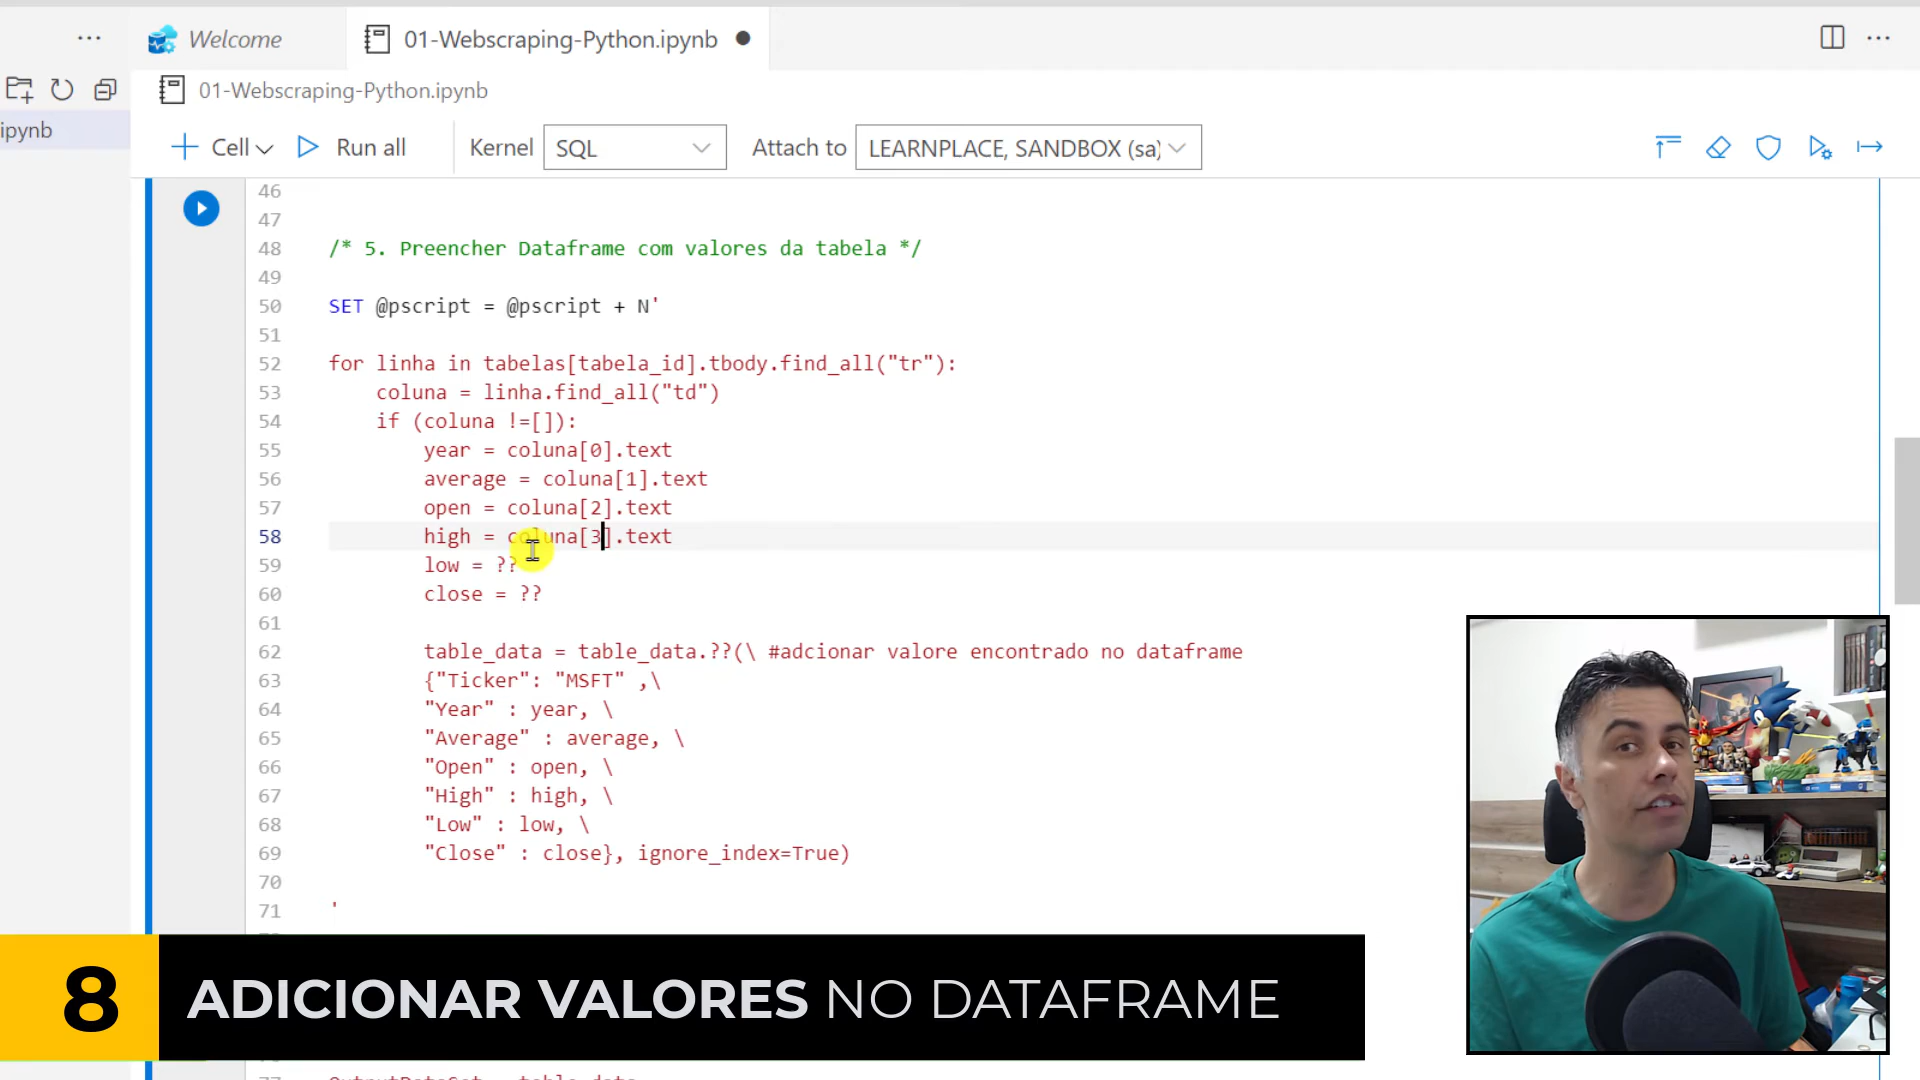 Welcome
01-Webscraping-Python.ipynb
01-Webscraping-Python.ipynb
ipynb
Cell
Run all
Kernel
SQL
Attach to
LEARNPLACE, SANDBOX (sa)
46
47
48 /* 5. Preencher Dataframe com valores da tabela */
49
50 SET @pscript = @pscript + N'
51
52 for linha in tabelas[tabela_id].tbody.find_all("tr"):
53 coluna = linha.find_all("td")
54 if (coluna !=[]):
55 year = coluna[0].text
56 average = coluna[1].text
57 open = coluna[2].text
58 high = coluna[3].text
59 low = ??
60 close = ??
61
62 table_data = table_data.??(\ #adcionar valore encontrado no dataframe
63 {"Ticker": "MSFT" ,\
64 "Year" : year, \
65 "Average" : average, \
66 "Open" : open, \
67 "High" : high, \
68 "Low" : low, \
69 "Close" : close}, ignore_index=True)
70
71 '
8 ADICIONAR VALORES NO DATAFRAME